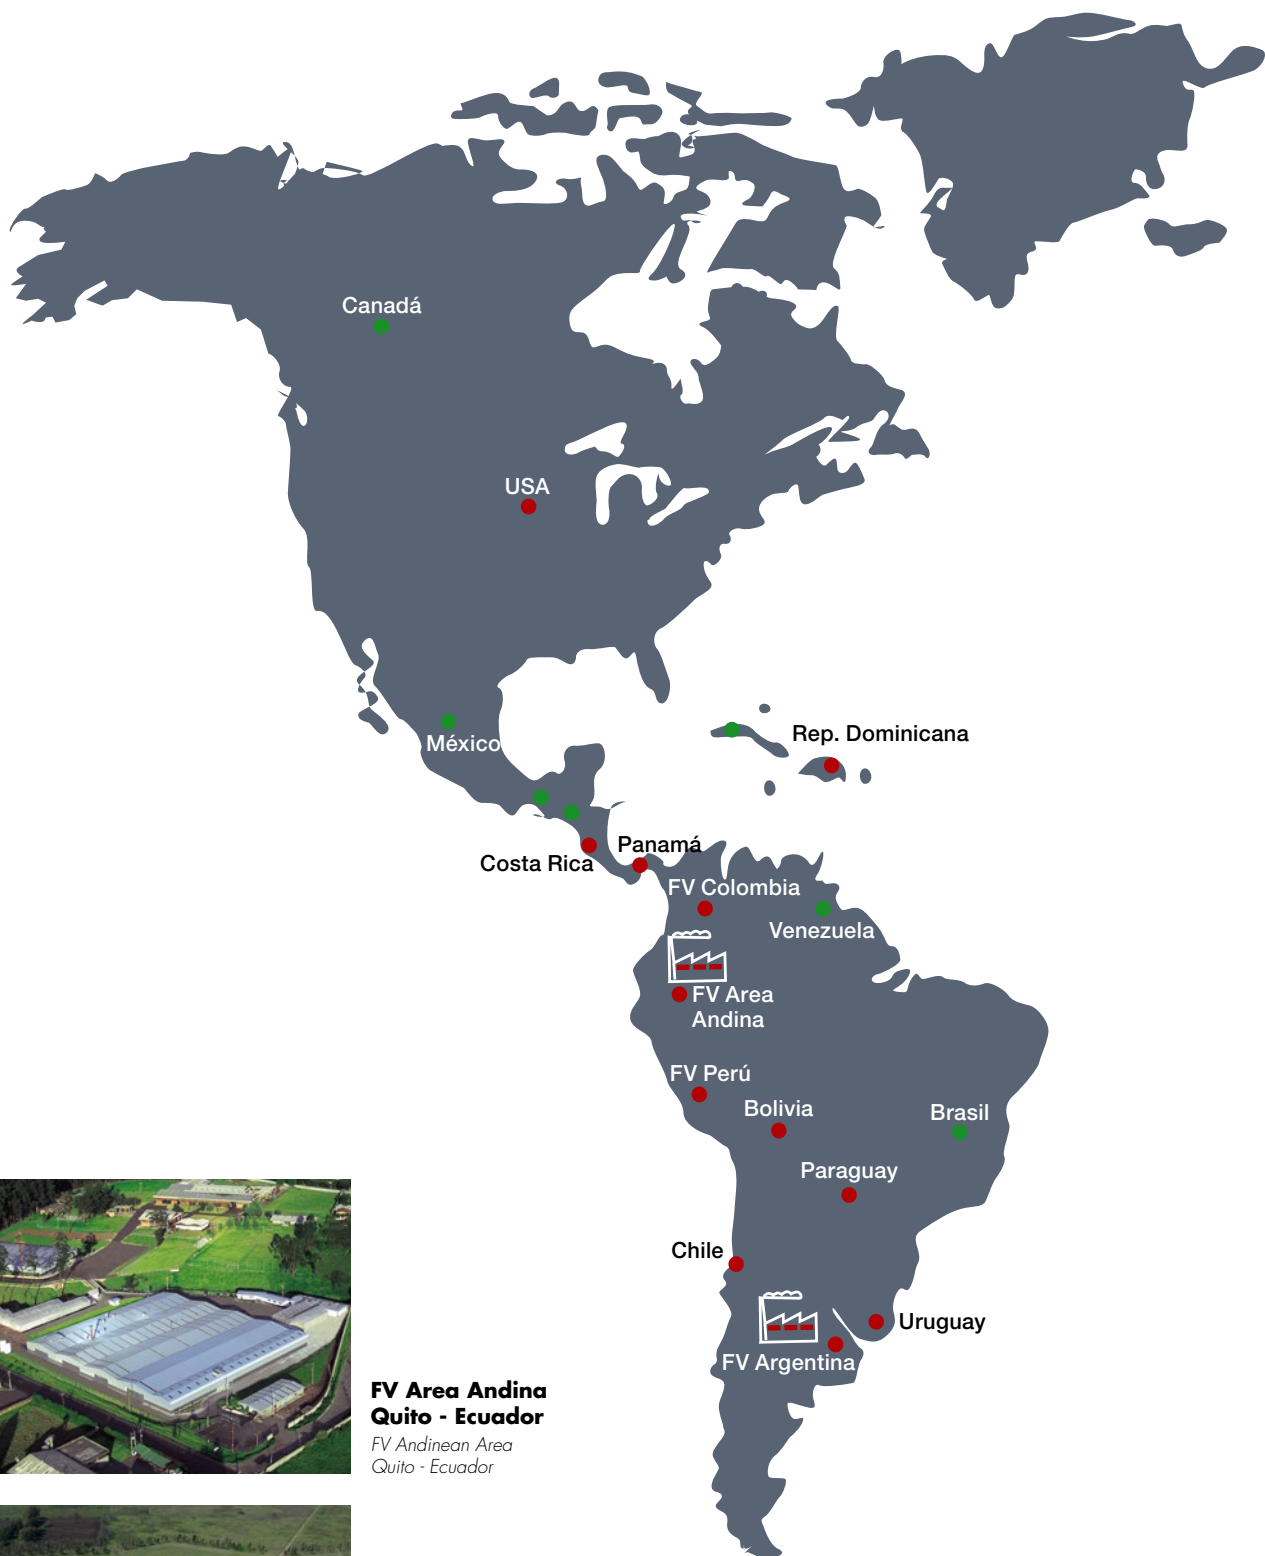 Canadá
USA
México
Rep. Dominicana
Costa Rica
Panamá
FV Colombia
Venezuela
FV Area
Andina
FV Perú
Bolivia
Brasil
Paraguay
Chile
Uruguay
FV Argentina
FV Area Andina
Quito - Ecuador
FV Andinean Area
Quito - Ecuador